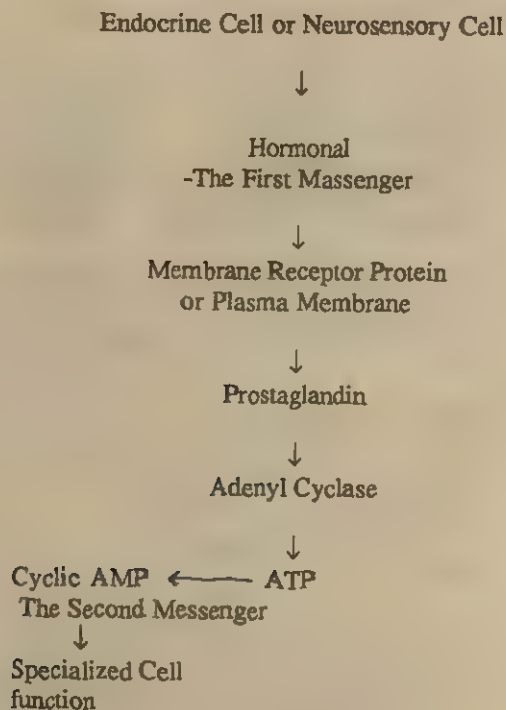 Endocrine Cell or Neurosensory Cell
↓
Hormonal
-The First Massenger
↓
Membrane Receptor Protein
or Plasma Membrane
↓
Prostaglandin
↓
Adenyl Cyclase
↓
Cyclic AMP ← ATP
The Second Messenger
↓
Specialized Cell
function